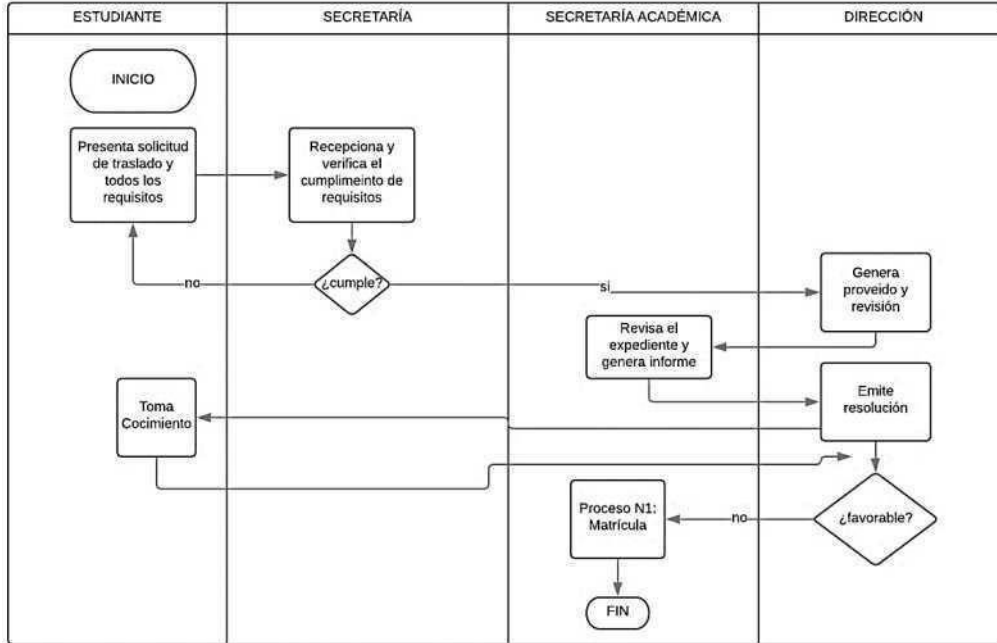 ESTUDIANTE
SECRETARÍA
SECRETARÍA ACADÉMICA
DIRECCIÓN
INICIO
Presenta solicitud
de traslado y
todos los
requisitos
Recepciona y
verifica el
cumplimeinto de
requisitos
¿cumple?
no
si
Genera
proveido y
revisión
Revisa el
expediente y
genera informe
Emite
resolución
Toma
Cocimiento
¿favorable?
no
Proceso N1:
Matrícula
FIN